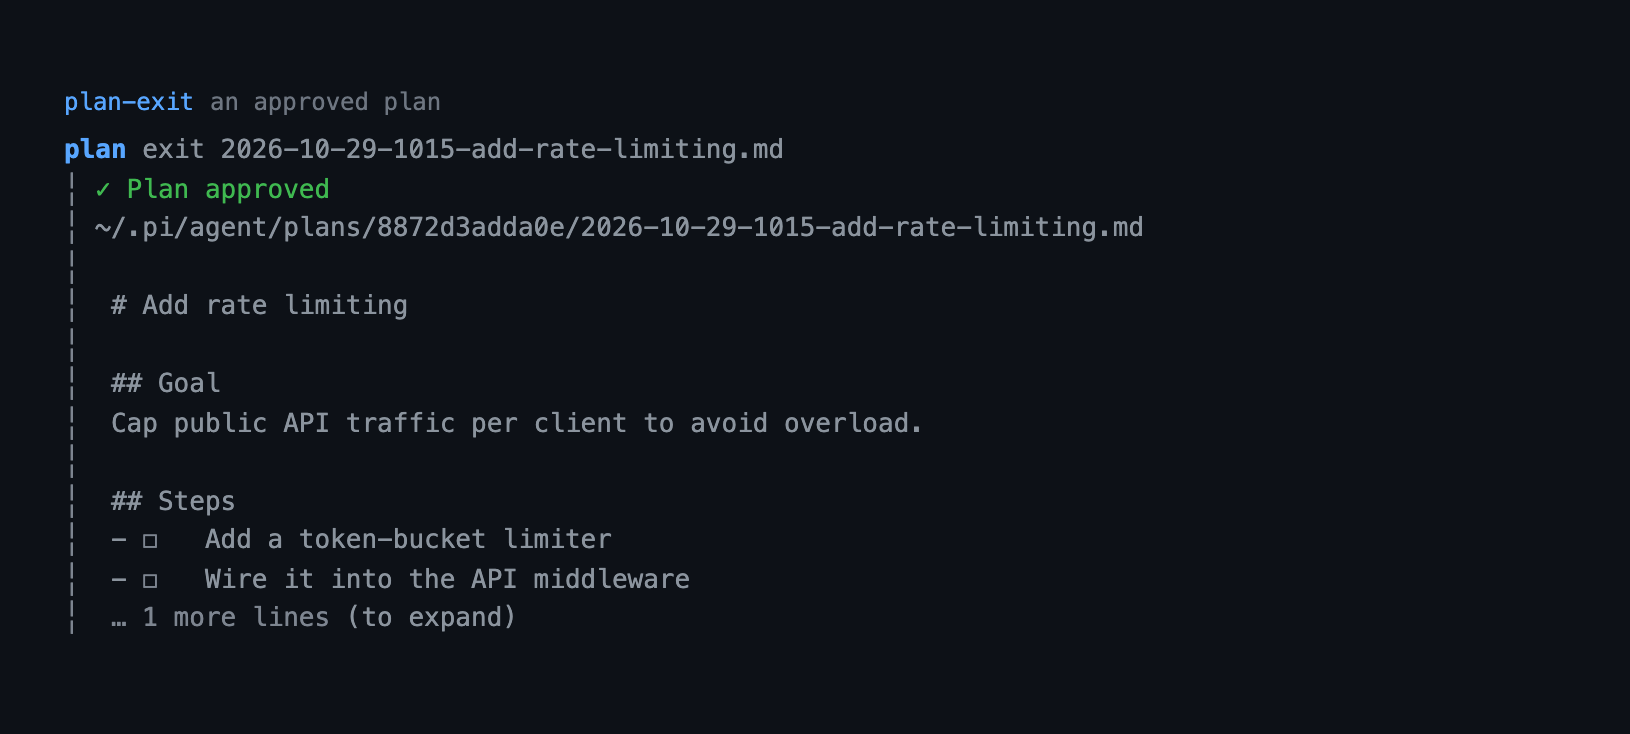 plan-exit an approved plan
plan exit 2026-10-29-1015-add-rate-limiting.md
✓ Plan approved
~/.pi/agent/plans/8872d3adda0e/2026-10-29-1015-add-rate-limiting.md
# Add rate limiting
## Goal
Cap public API traffic per client to avoid overload.
## Steps
- □ Add a token-bucket limiter
- □ Wire it into the API middleware
… 1 more lines (to expand)